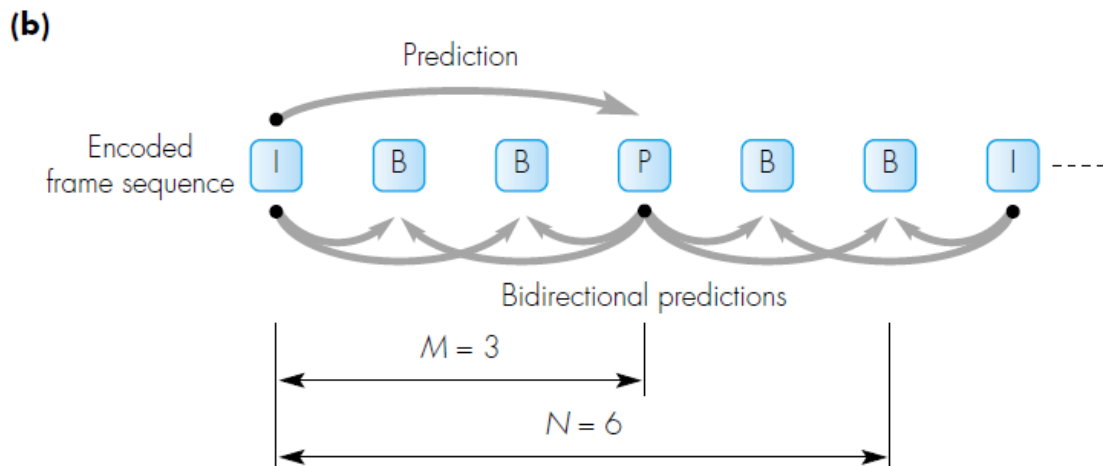 (b)
Prediction
Encoded
frame sequence
I B B P B B I
Bidirectional predictions
M = 3
N = 6